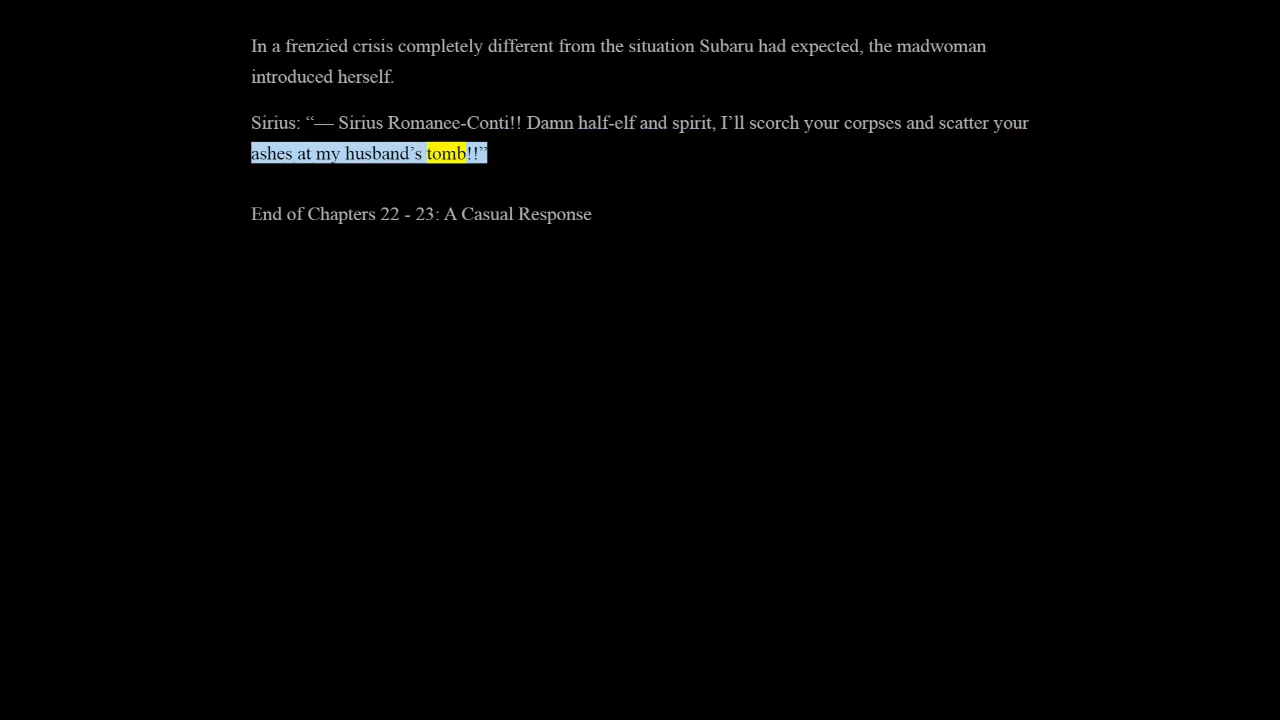 In a frenzied crisis completely different from the situation Subaru had expected, the madwoman
introduced herself.
Sirius: “— Sirius Romanee-Conti!! Damn half-elf and spirit, I’ll scorch your corpses and scatter your
ashes at my husband’s tomb!!”
End of Chapters 22 - 23: A Casual Response